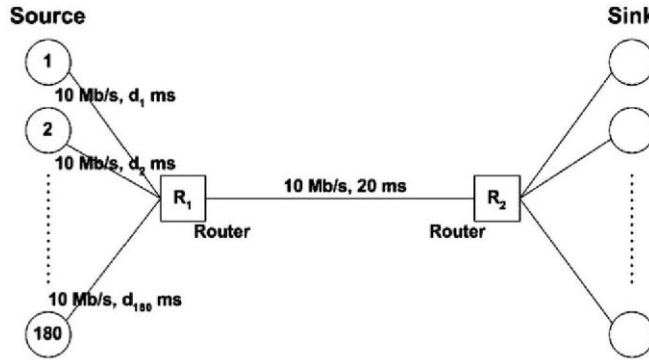 Source
Sink
1
10 Mb/s, d1 ms
2
10 Mb/s, d2 ms
R1
10 Mb/s, 20 ms
R2
Router
Router
10 Mb/s, d180 ms
180